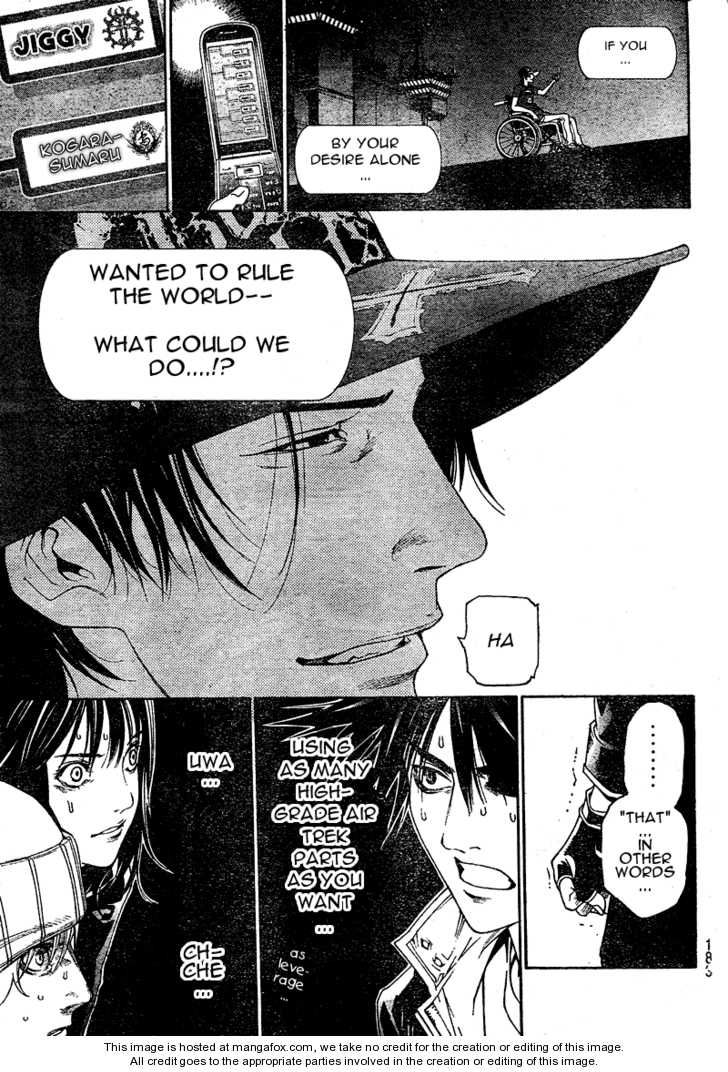 IF YOU
...
BY YOUR
DESIRE ALONE
...
JIGGY
KOGARA-
SUMARU
WANTED TO RULE
THE WORLD--
WHAT COULD WE
DO....!?
HA
........
"THAT"
...
IN
OTHER
WORDS
...
USING
AS MANY
HIGH-
GRADE AIR
TREK
PARTS
AS YOU
WANT
...
as
leve-
rage
...
UWA
...
CH-
CHE
...
183
This image is hosted at mangafox.com, we take no credit for the creation or editing of this image.
All credit goes to the appropriate parties involved in the creation or editing of this image.